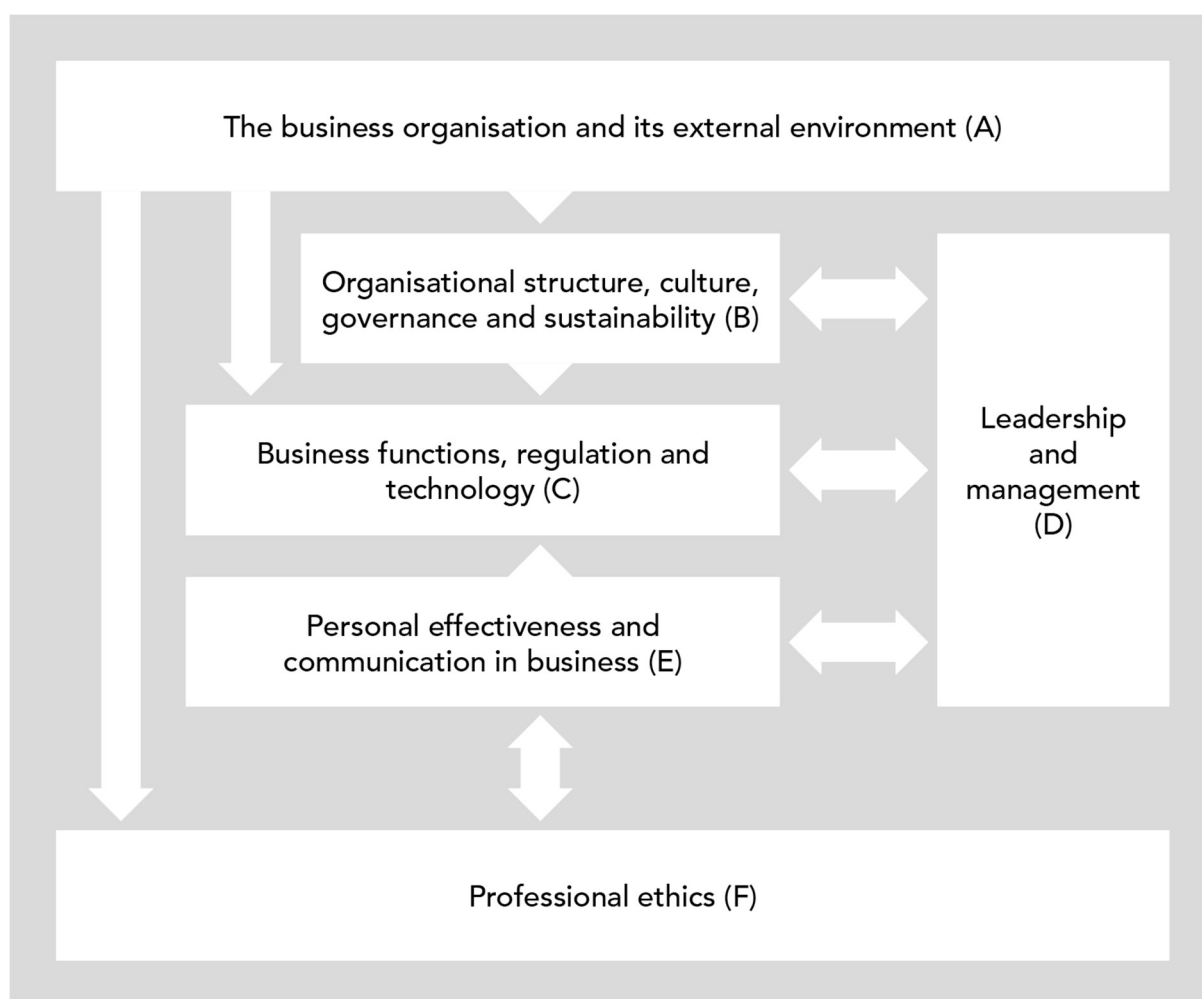 The business organisation and its external environment (A)
Organisational structure, culture,
governance and sustainability (B)
Business functions, regulation and
technology (C)
Leadership
and
management
(D)
Personal effectiveness and
communication in business (E)
Professional ethics (F)